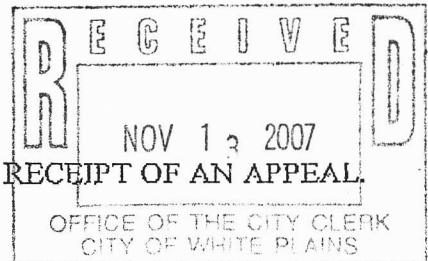 RECEIVED
NOV 13 2007
RECEIPT OF AN APPEAL.
OFFICE OF THE CITY CLERK
CITY OF WHITE PLAINS